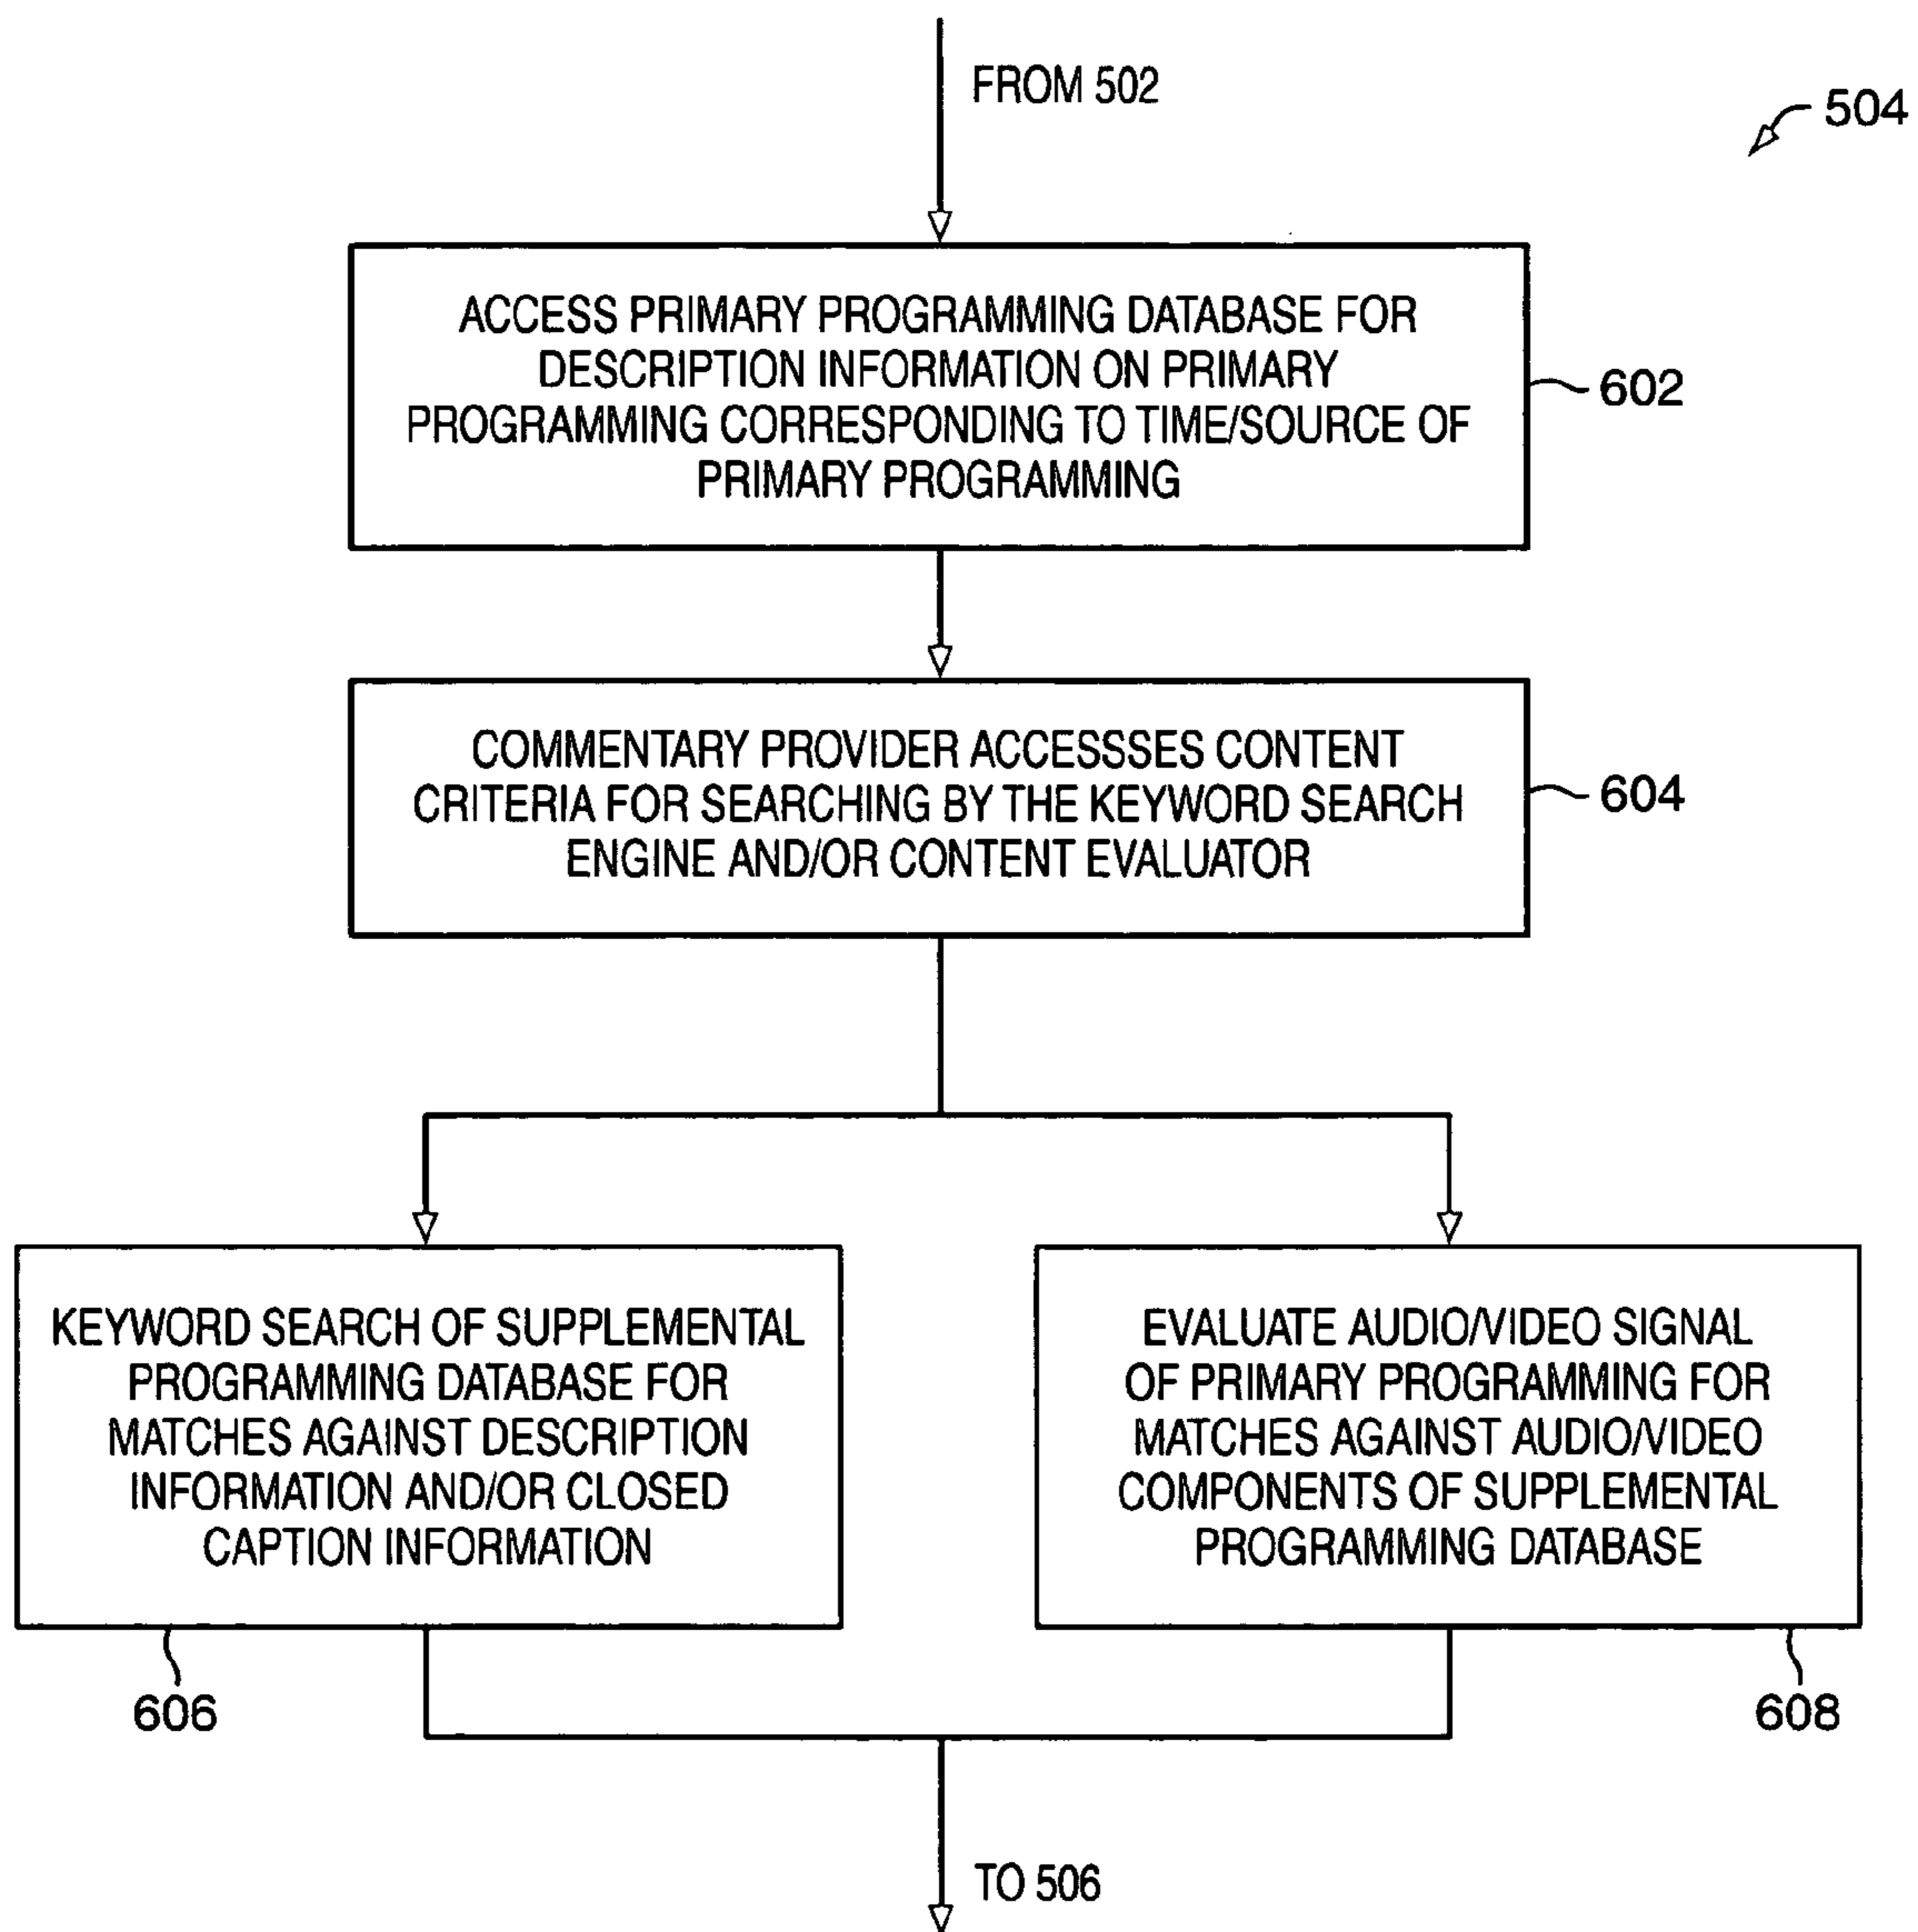 FROM 502
504
ACCESS PRIMARY PROGRAMMING DATABASE FOR
DESCRIPTION INFORMATION ON PRIMARY
PROGRAMMING CORRESPONDING TO TIME/SOURCE OF
PRIMARY PROGRAMMING
602
COMMENTARY PROVIDER ACCESSSES CONTENT
CRITERIA FOR SEARCHING BY THE KEYWORD SEARCH
ENGINE AND/OR CONTENT EVALUATOR
604
KEYWORD SEARCH OF SUPPLEMENTAL
PROGRAMMING DATABASE FOR
MATCHES AGAINST DESCRIPTION
INFORMATION AND/OR CLOSED
CAPTION INFORMATION
606
EVALUATE AUDIO/VIDEO SIGNAL
OF PRIMARY PROGRAMMING FOR
MATCHES AGAINST AUDIO/VIDEO
COMPONENTS OF SUPPLEMENTAL
PROGRAMMING DATABASE
608
TO 506